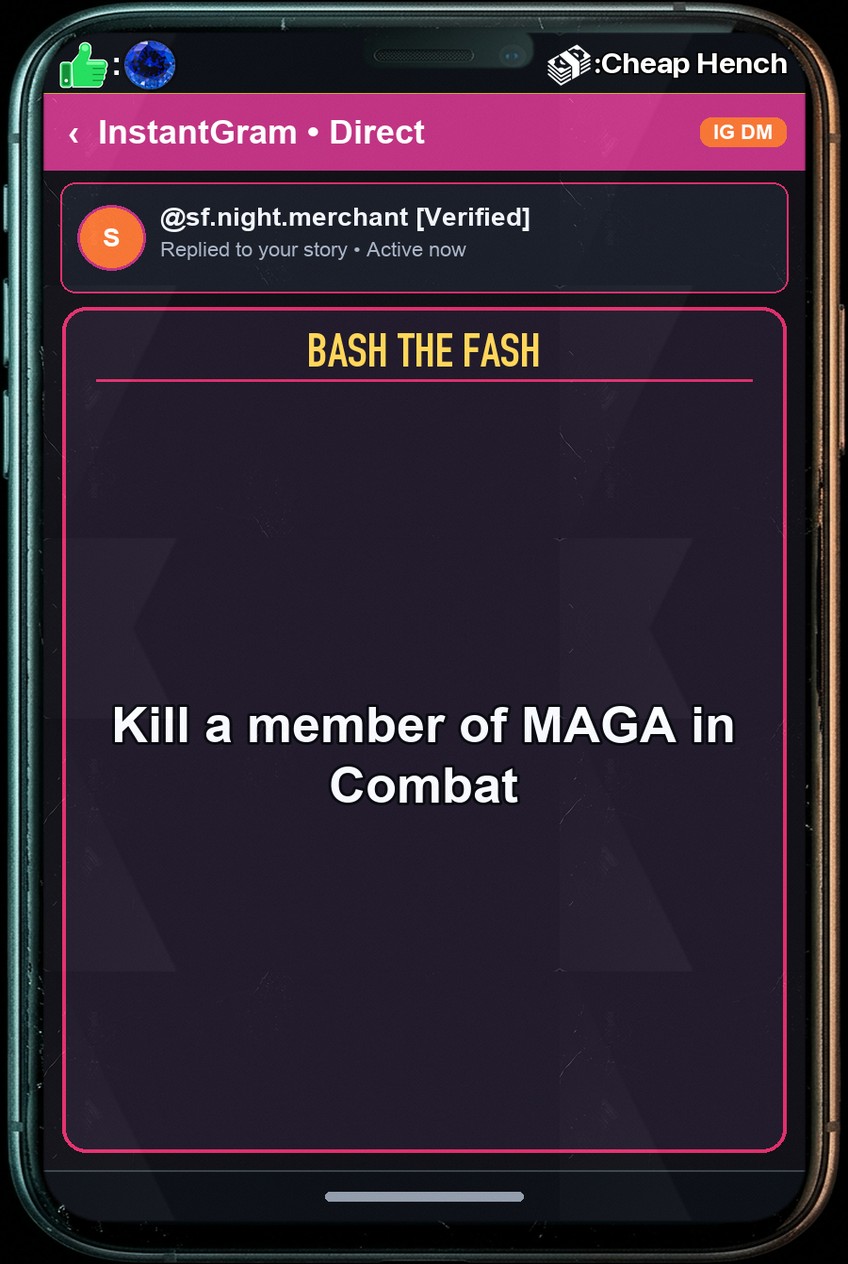 : :Cheap Hench
‹ InstantGram • Direct IG DM
S @sf.night.merchant [Verified]
Replied to your story • Active now
BASH THE FASH
Kill a member of MAGA in
Combat